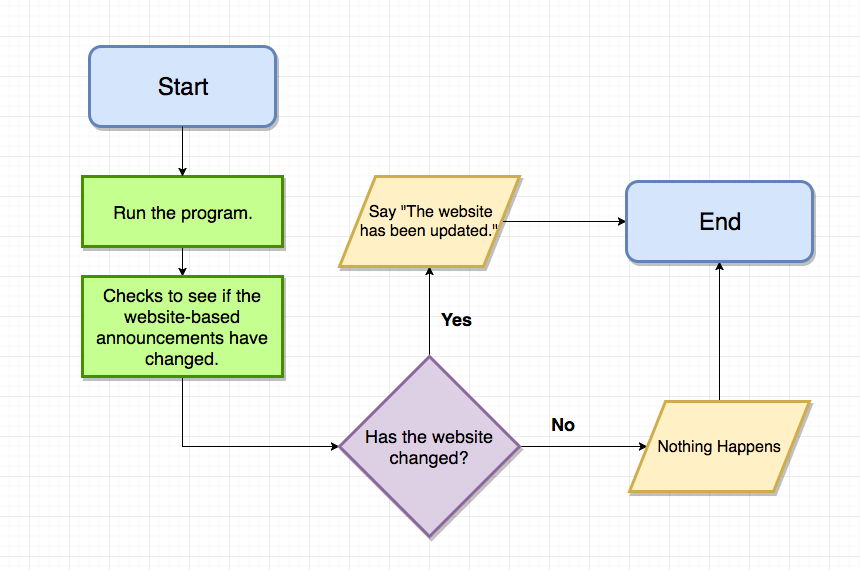 Start
Run the program.
Checks to see if the
website-based
announcements have
changed.
Has the website
changed?
Yes
Say "The website
has been updated."
No
Nothing Happens
End